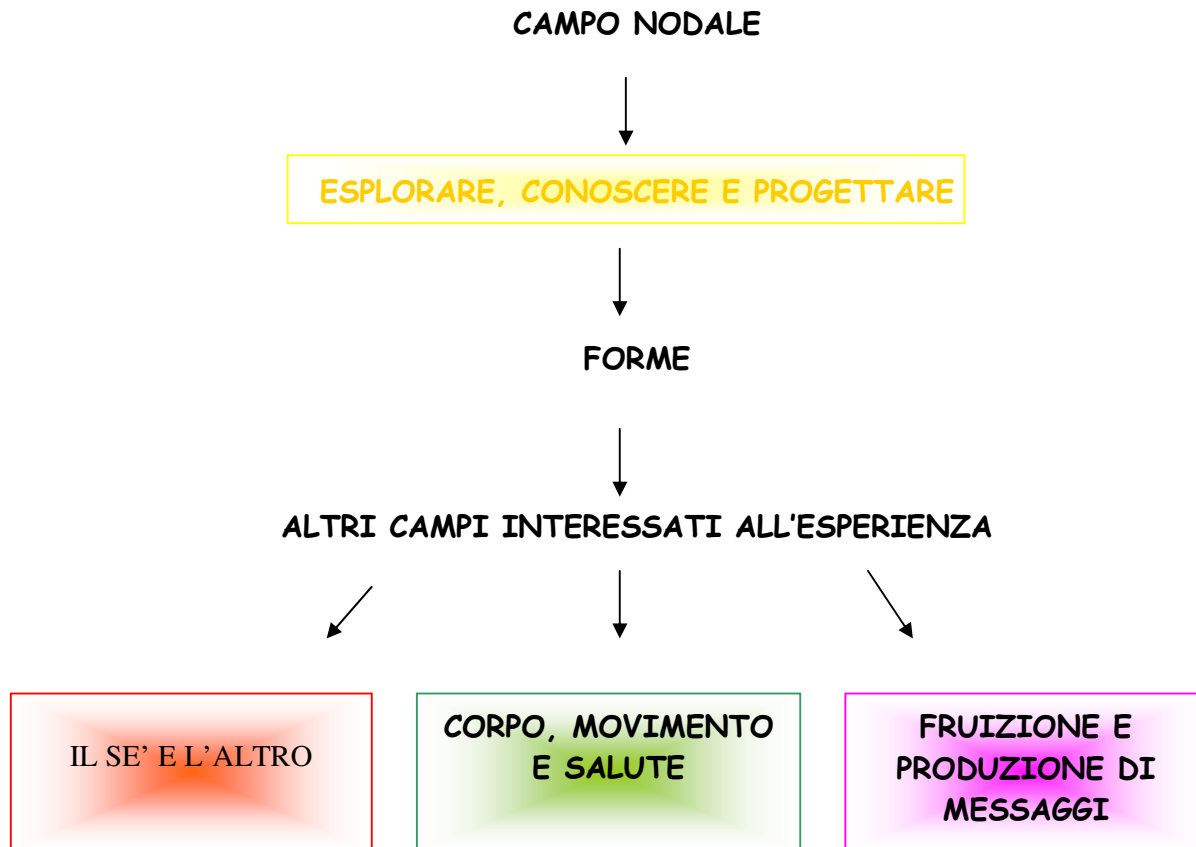 CAMPO NODALE
ESPLORARE, CONOSCERE E PROGETTARE
FORME
ALTRI CAMPI INTERESSATI ALL'ESPERIENZA
IL SE' E L'ALTRO
CORPO, MOVIMENTO
E SALUTE
FRUIZIONE E
PRODUZIONE DI
MESSAGGI